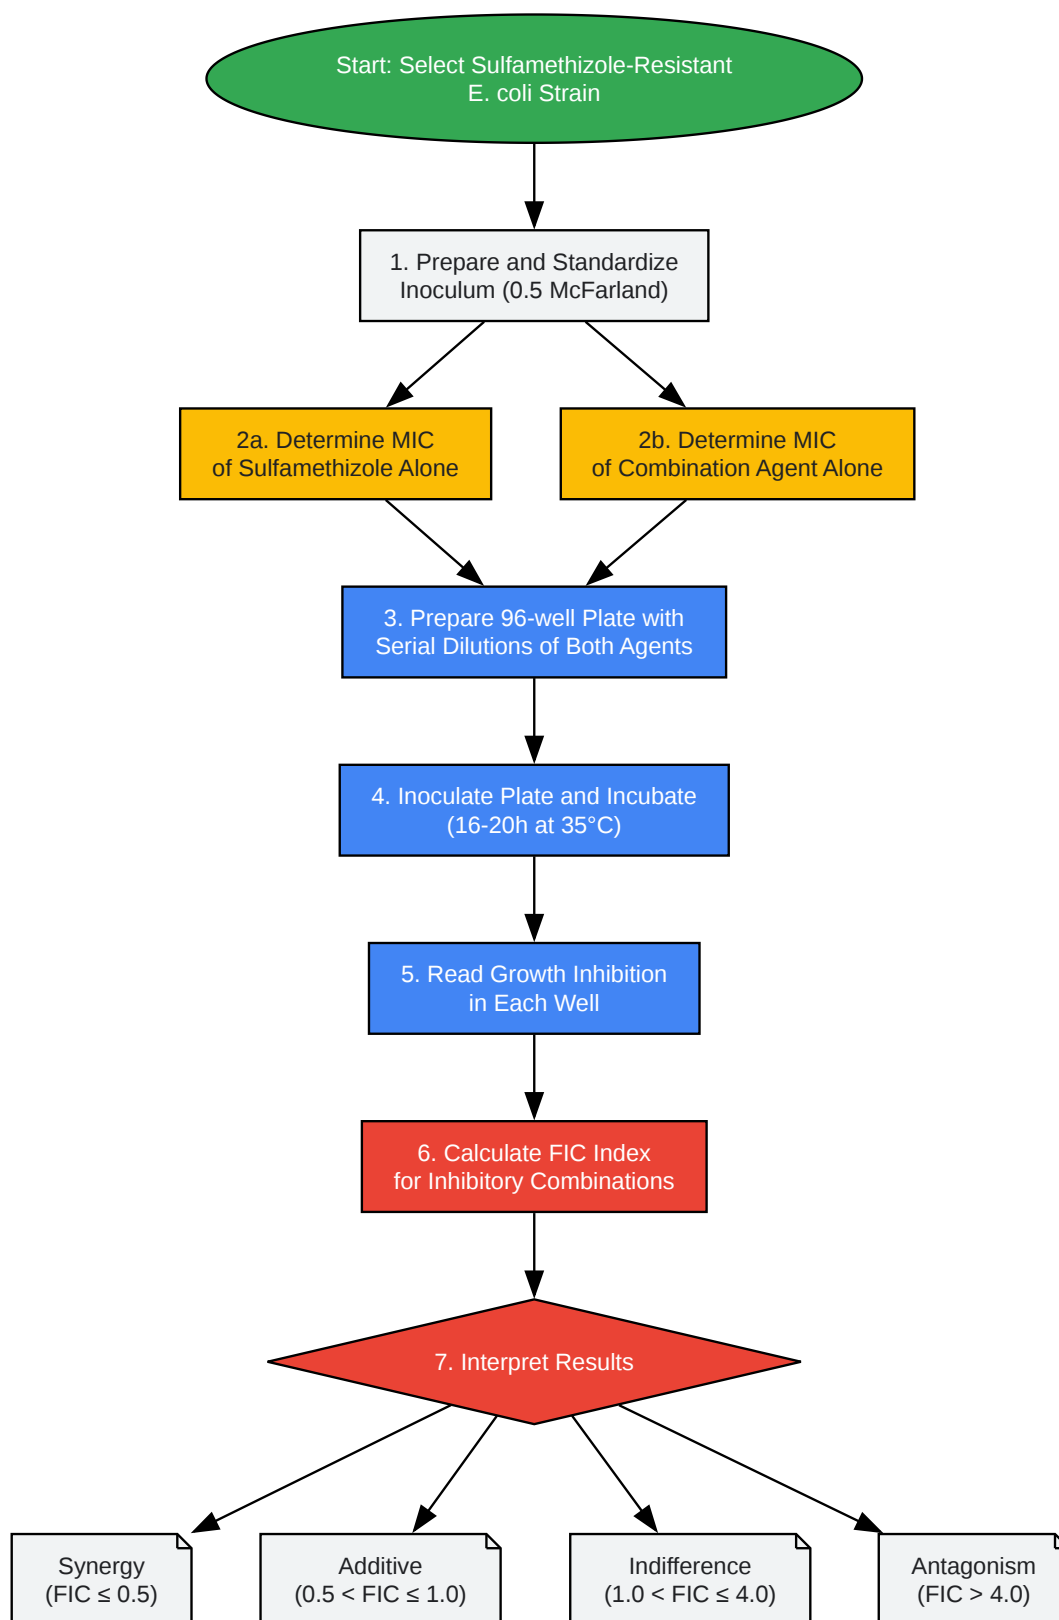 Start: Select Sulfamethizole-Resistant
E. coli Strain
1. Prepare and Standardize
Inoculum (0.5 McFarland)
2a. Determine MIC
of Sulfamethizole Alone
2b. Determine MIC
of Combination Agent Alone
3. Prepare 96-well Plate with
Serial Dilutions of Both Agents
4. Inoculate Plate and Incubate
(16-20h at 35°C)
5. Read Growth Inhibition
in Each Well
6. Calculate FIC Index
for Inhibitory Combinations
7. Interpret Results
Synergy
(FIC ≤ 0.5)
Additive
(0.5 < FIC ≤ 1.0)
Indifference
(1.0 < FIC ≤ 4.0)
Antagonism
(FIC > 4.0)